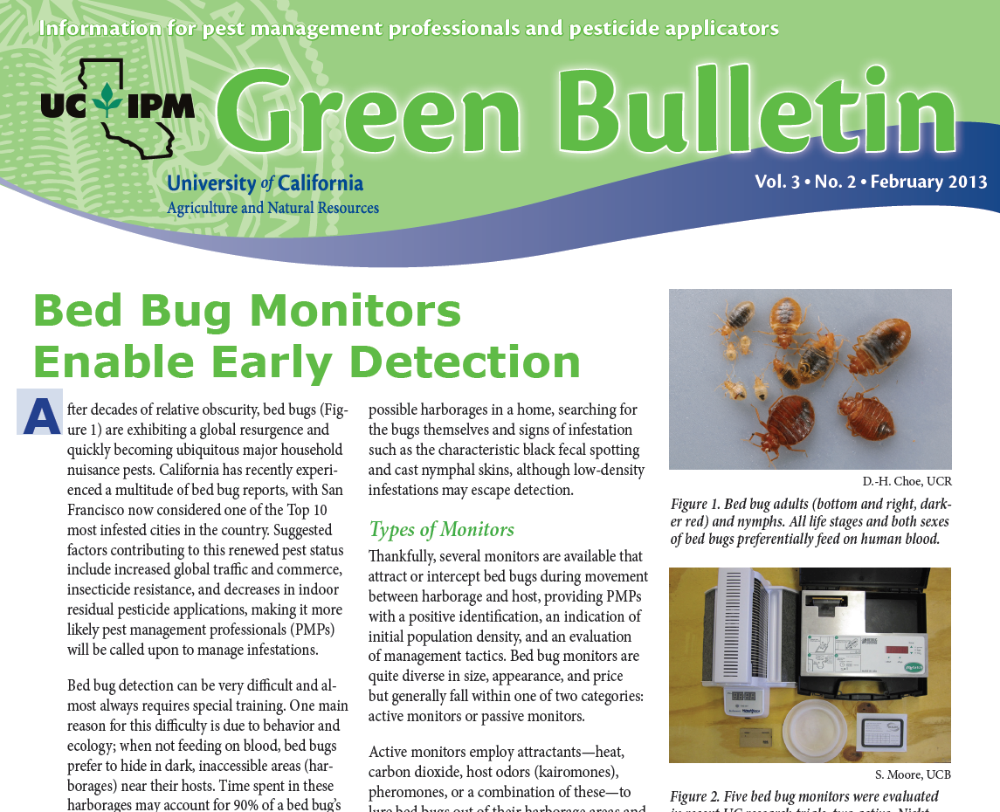 Information for pest management professionals and pesticide applicators
UC IPM
Green Bulletin
University of California
Agriculture and Natural Resources
Vol. 3 • No. 2 • February 2013
Bed Bug Monitors
Enable Early Detection
After decades of relative obscurity, bed bugs (Fig-
ure 1) are exhibiting a global resurgence and
quickly becoming ubiquitous major household
nuisance pests. California has recently experi-
enced a multitude of bed bug reports, with San
Francisco now considered one of the Top 10
most infested cities in the country. Suggested
factors contributing to this renewed pest status
include increased global traffic and commerce,
insecticide resistance, and decreases in indoor
residual pesticide applications, making it more
likely pest management professionals (PMPs)
will be called upon to manage infestations.
Bed bug detection can be very difficult and al-
most always requires special training. One main
reason for this difficulty is due to behavior and
ecology; when not feeding on blood, bed bugs
prefer to hide in dark, inaccessible areas (har-
borages) near their hosts. Time spent in these
harborages may account for 90% of a bed bug’s
possible harborages in a home, searching for
the bugs themselves and signs of infestation
such as the characteristic black fecal spotting
and cast nymphal skins, although low-density
infestations may escape detection.
Types of Monitors
Thankfully, several monitors are available that
attract or intercept bed bugs during movement
between harborage and host, providing PMPs
with a positive identification, an indication of
initial population density, and an evaluation
of management tactics. Bed bug monitors are
quite diverse in size, appearance, and price
but generally fall within one of two categories:
active monitors or passive monitors.
Active monitors employ attractants—heat,
carbon dioxide, host odors (kairomones),
pheromones, or a combination of these—to
lure bed bugs out of their harborage areas and
D.-H. Choe, UCR
Figure 1. Bed bug adults (bottom and right, dark-
er red) and nymphs. All life stages and both sexes
of bed bugs preferentially feed on human blood.
S. Moore, UCB
Figure 2. Five bed bug monitors were evaluated
in recent UC research trials, two active, Night